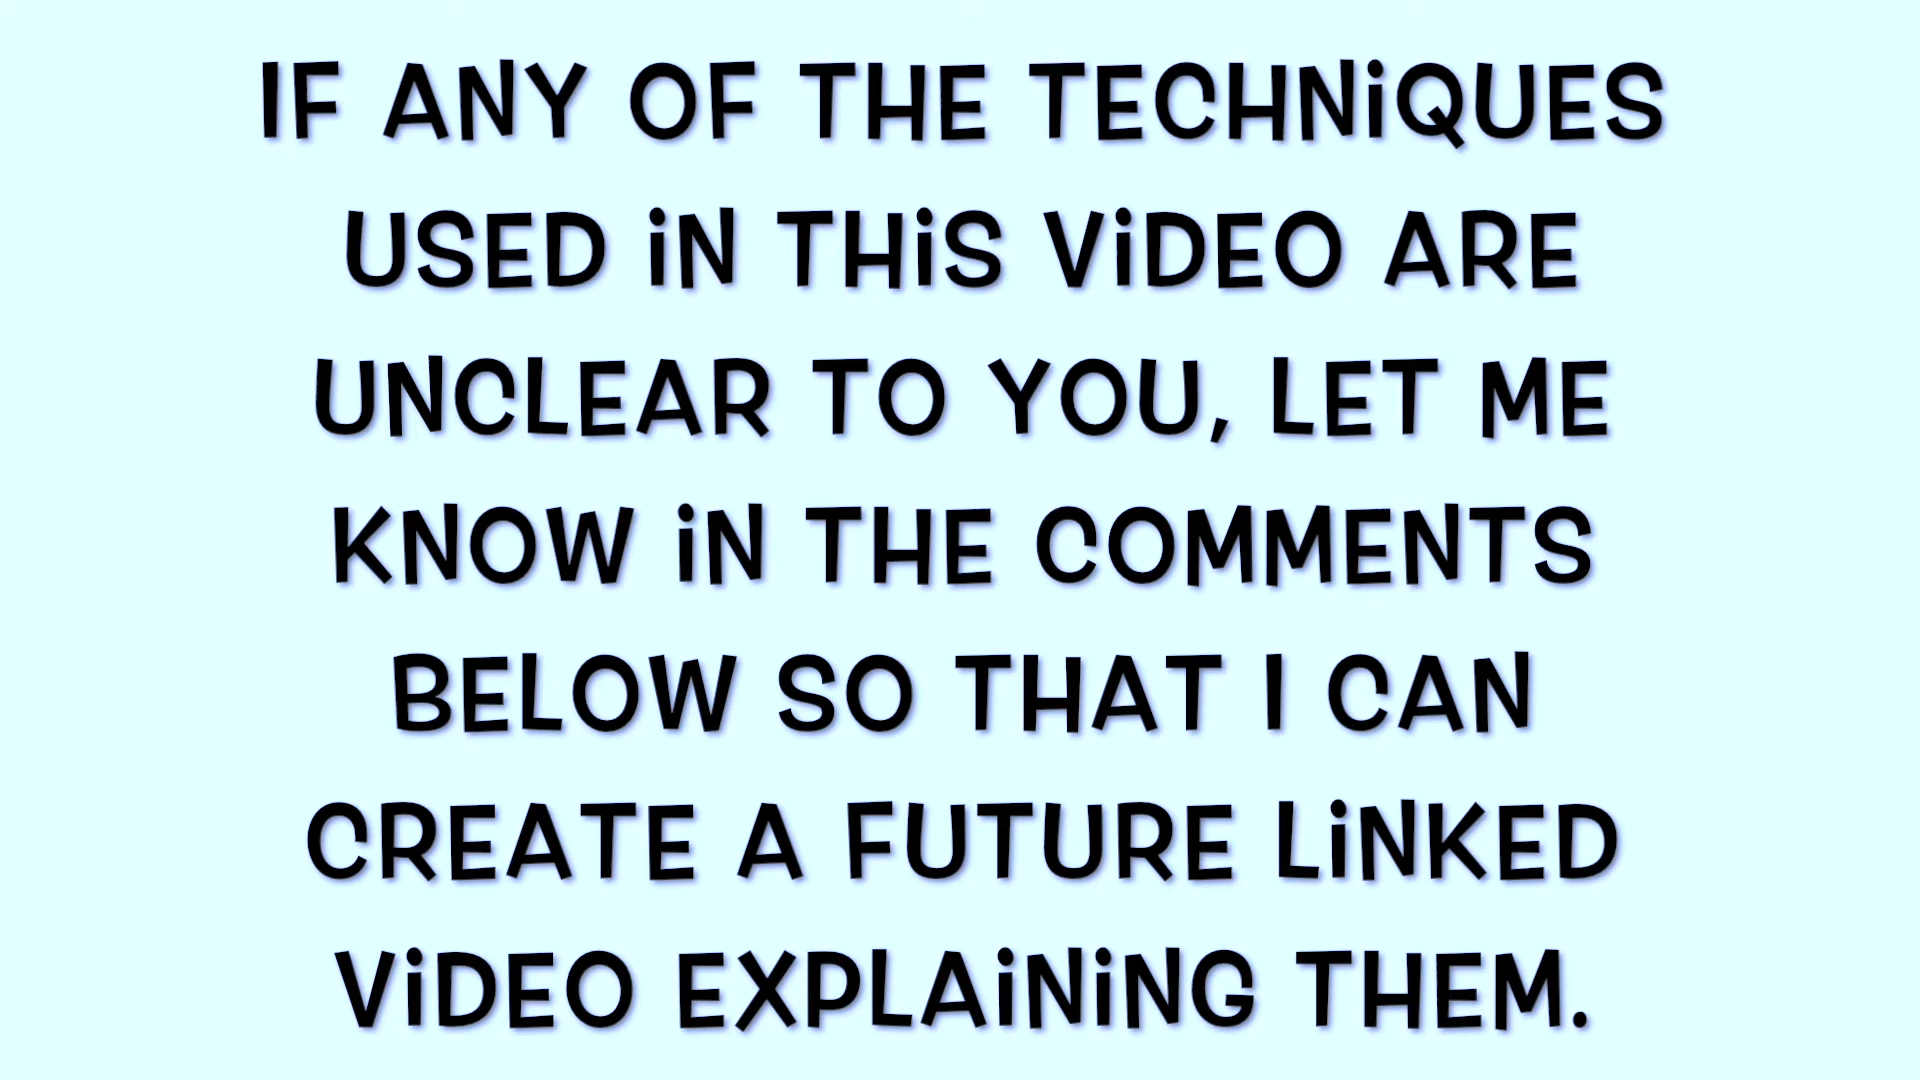 IF ANY OF THE TECHNiQUES
USED iN THiS ViDEO ARE
UNCLEAR TO YOU, LET ME
KNOW iN THE COMMENTS
BELOW SO THAT I CAN
CREATE A FUTURE LiNKED
ViDEO EXPLAiNiNG THEM.